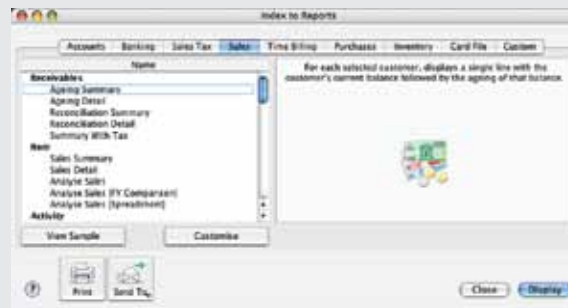 Index to Reports
Accounts Banking Sales Tax Sales Time Billing Purchases Inventory Card File Custom
Name
Receivables
Ageing Summary
Ageing Detail
Reconciliation Summary
Reconciliation Detail
Summary With Tax
Item
Sales Summary
Sales Detail
Analyse Sales
Analyse Sales (FY Comparison)
Analyse Sales (Spreadsheet)
Activity
For each selected customer, displays a single line with the
customer's current balance followed by the ageing of that balance.
View Sample Customise
Print Send To
Close Display